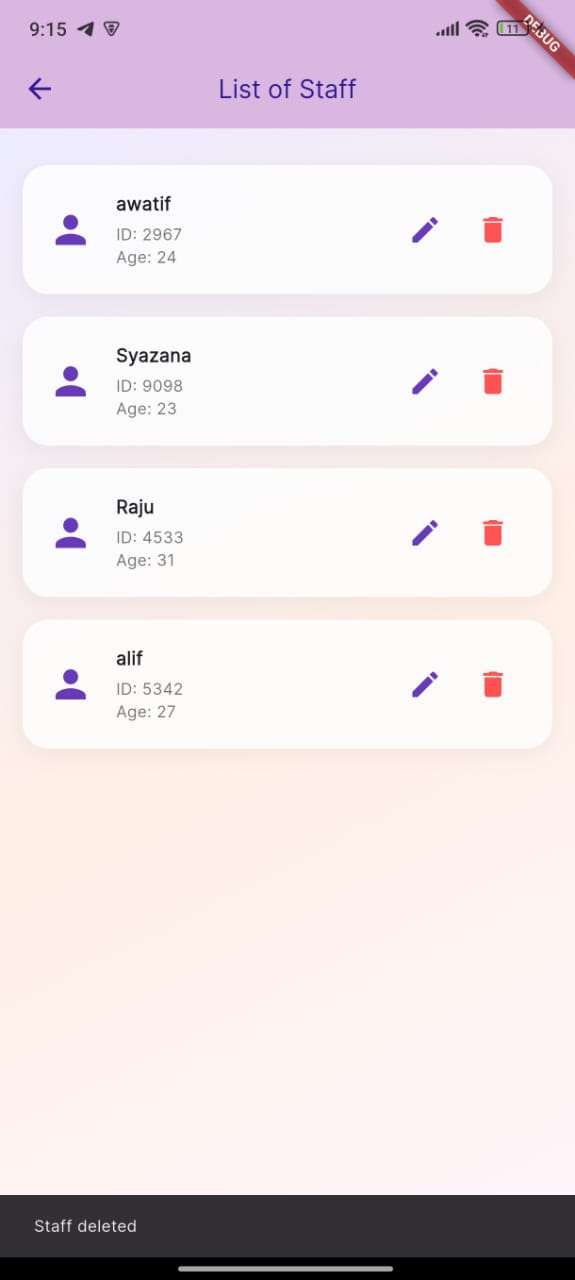 9:15
11
DEBUG
List of Staff
awatif
ID: 2967
Age: 24
Syazana
ID: 9098
Age: 23
Raju
ID: 4533
Age: 31
alif
ID: 5342
Age: 27
Staff deleted